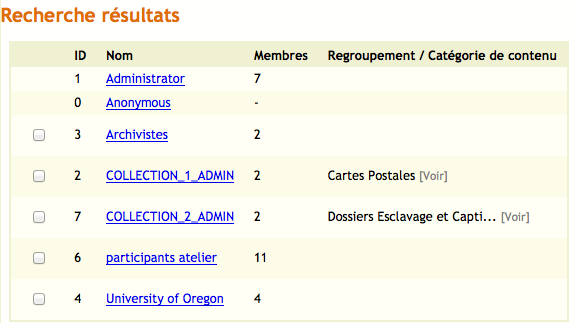 Recherche résultats
ID Nom Membres Regroupement / Catégorie de contenu
1 Administrator 7
0 Anonymous -
3 Archivistes 2
2 COLLECTION_1_ADMIN 2 Cartes Postales [Voir]
7 COLLECTION_2_ADMIN 2 Dossiers Esclavage et Capti... [Voir]
6 participants atelier 11
4 University of Oregon 4